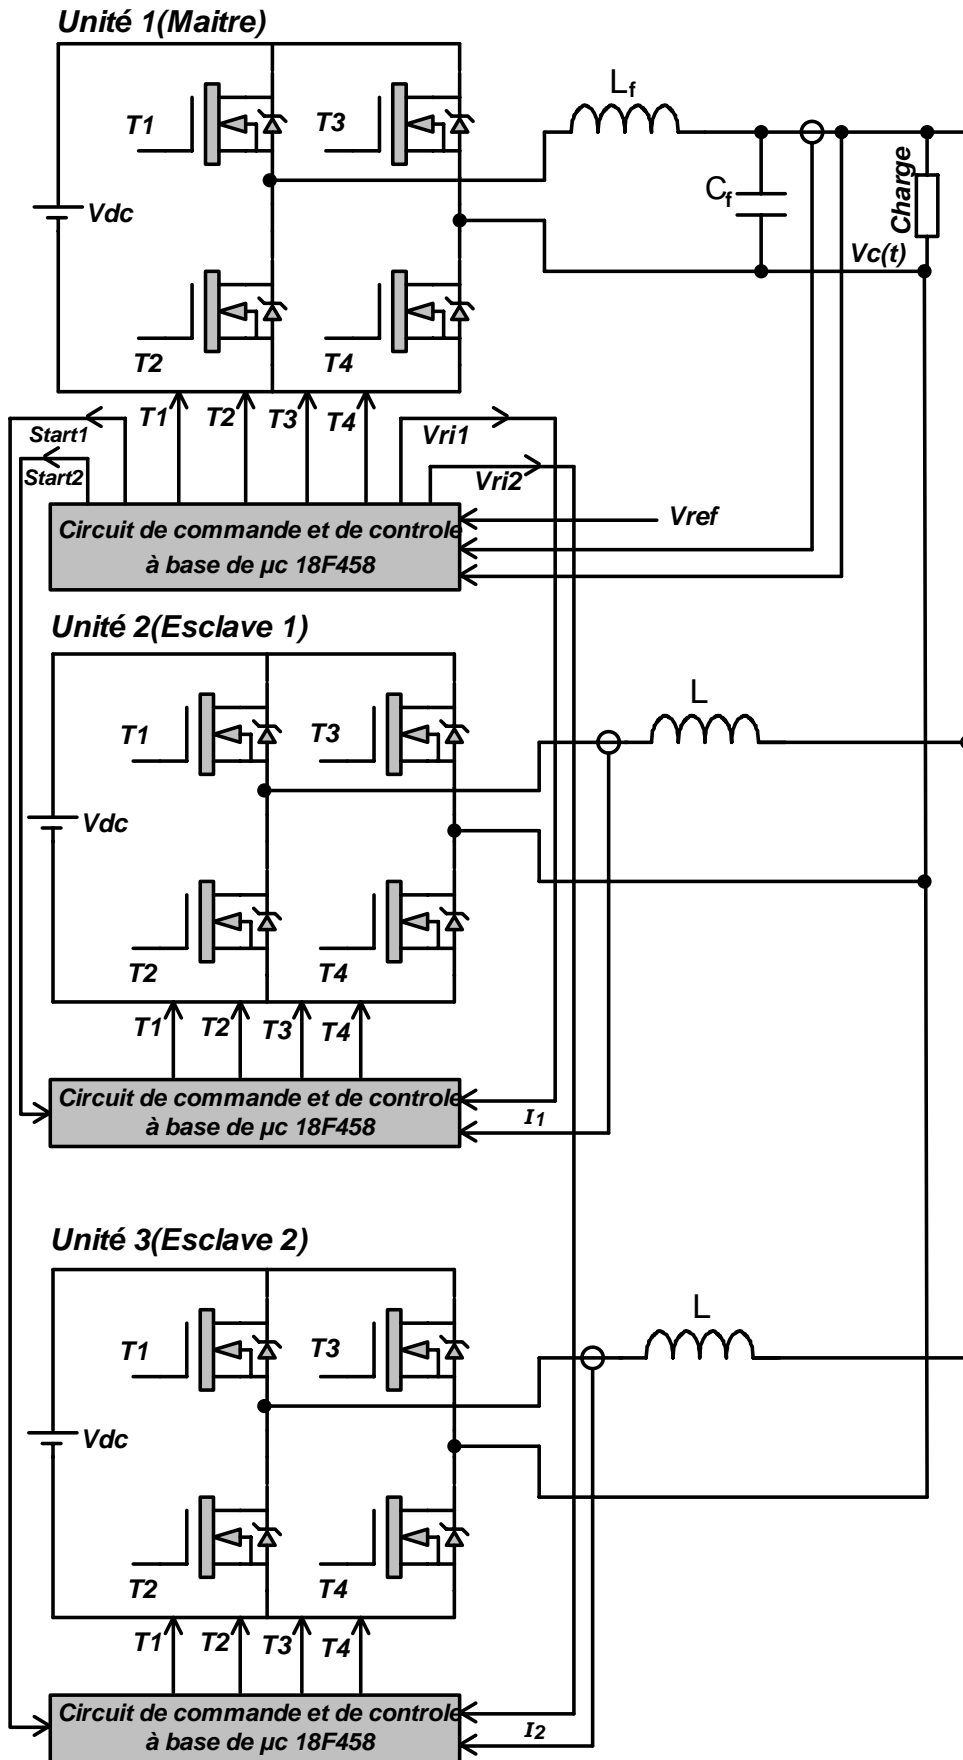 Unité 1(Maitre)
Lf
T1
T3
Cf
Charge
Vdc
Vc(t)
T2
T4
T1
T2
T3
T4
Vri1
Start1
Start2
Vri2
Vref
Circuit de commande et de controle
à base de µc 18F458
Unité 2(Esclave 1)
L
T1
T3
Vdc
T2
T4
T1
T2
T3
T4
Circuit de commande et de controle
à base de µc 18F458
I1
Unité 3(Esclave 2)
L
T1
T3
Vdc
T2
T4
T1
T2
T3
T4
Circuit de commande et de controle
à base de µc 18F458
I2